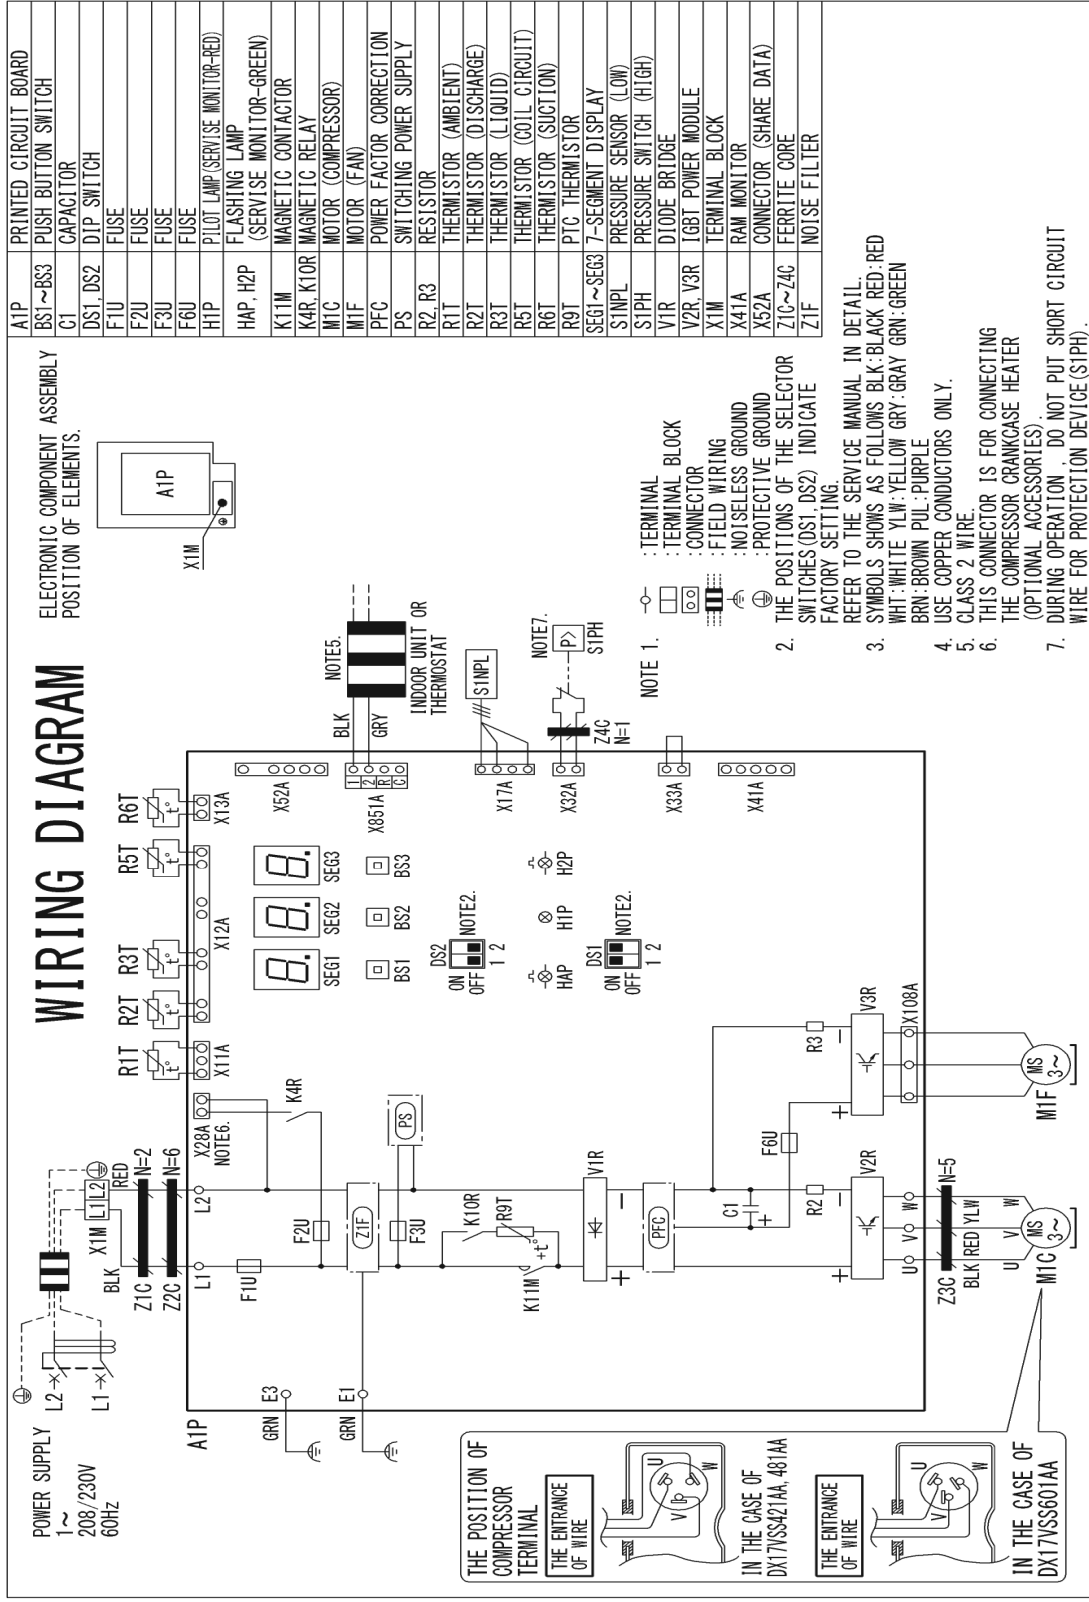 WIRING DIAGRAM
POWER SUPPLY
1~
208/230V
60Hz
L2
L1
X1M
L1 L2
BLK
RED
Z1C
N=2
Z2C
N=6
L1
L2
X28A
NOTE6.
R1T
t°
X11A
R2T
t°
R3T
t°
X12A
R5T
t°
R6T
t°
X13A
A1P
GRN
E3
GRN
E1
F1U
F2U
K4R
Z1F
F3U
PS
K10R
R9T
+t°
K11M
V1R
+
−
PFC
C1
+
F6U
R2
R3
+
−
V2R
+
−
V3R
X108A
U
V
W
Z3C
N=5
BLK RED YLW
U
V
W
MS
3~
M1C
MS
3~
M1F
SEG1
SEG2
SEG3
BS1
BS2
BS3
DS2
ON
OFF
1 2
NOTE2.
HAP
H1P
H2P
DS1
ON
OFF
1 2
NOTE2.
X52A
X851A
1
2
R
C
BLK
GRY
NOTE5.
INDOOR UNIT OR
THERMOSTAT
X17A
S1NPL
X32A
Z4C
N=1
NOTE7.
P>
S1PH
X33A
X41A
THE POSITION OF
COMPRESSOR
TERMINAL
THE ENTRANCE
OF WIRE
U
V
W
IN THE CASE OF
DX17VSS421AA, 481AA
THE ENTRANCE
OF WIRE
U
V
W
IN THE CASE OF
DX17VSS601AA
ELECTRONIC COMPONENT ASSEMBLY
POSITION OF ELEMENTS.
A1P
X1M
NOTE 1.
:TERMINAL
:TERMINAL BLOCK
:CONNECTOR
:FIELD WIRING
:NOISELESS GROUND
:PROTECTIVE GROUND
2. THE POSITIONS OF THE SELECTOR
SWITCHES(DS1,DS2) INDICATE
FACTORY SETTING.
REFER TO THE SERVICE MANUAL IN DETAIL.
3. SYMBOLS SHOWS AS FOLLOWS BLK:BLACK RED:RED
WHT:WHITE YLW:YELLOW GRY:GRAY GRN:GREEN
BRN:BROWN PUL:PURPLE
4. USE COPPER CONDUCTORS ONLY.
5. CLASS 2 WIRE.
6. THIS CONNECTOR IS FOR CONNECTING
THE COMPRESSOR CRANKCASE HEATER
(OPTIONAL ACCESSORIES).
7. DURING OPERATION , DO NOT PUT SHORT CIRCUIT
WIRE FOR PROTECTION DEVICE(S1PH).
A1P PRINTED CIRCUIT BOARD
BS1~BS3 PUSH BUTTON SWITCH
C1 CAPACITOR
DS1, DS2 DIP SWITCH
F1U FUSE
F2U FUSE
F3U FUSE
F6U FUSE
H1P PILOT LAMP(SERVISE MONITOR-RED)
HAP, H2P FLASHING LAMP
(SERVISE MONITOR-GREEN)
K11M MAGNETIC CONTACTOR
K4R, K10R MAGNETIC RELAY
M1C MOTOR (COMPRESSOR)
M1F MOTOR (FAN)
PFC POWER FACTOR CORRECTION
PS SWITCHING POWER SUPPLY
R2, R3 RESISTOR
R1T THERMISTOR (AMBIENT)
R2T THERMISTOR (DISCHARGE)
R3T THERMISTOR (LIQUID)
R5T THERMISTOR (COIL CIRCUIT)
R6T THERMISTOR (SUCTION)
R9T PTC THERMISTOR
SEG1~SEG3 7-SEGMENT DISPLAY
S1NPL PRESSURE SENSOR (LOW)
S1PH PRESSURE SWITCH (HIGH)
V1R DIODE BRIDGE
V2R, V3R IGBT POWER MODULE
X1M TERMINAL BLOCK
X41A RAM MONITOR
X52A CONNECTOR (SHARE DATA)
Z1C~Z4C FERRITE CORE
Z1F NOISE FILTER